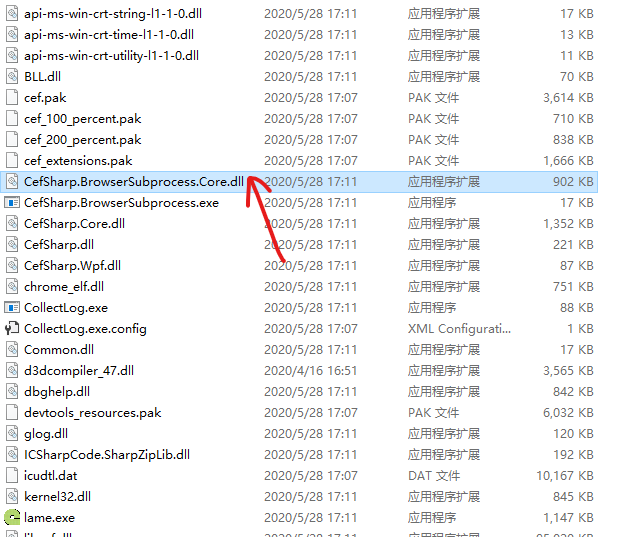 api-ms-win-crt-string-l1-1-0.dll 2020/5/28 17:11 应用程序扩展 17 KB
api-ms-win-crt-time-l1-1-0.dll 2020/5/28 17:11 应用程序扩展 13 KB
api-ms-win-crt-utility-l1-1-0.dll 2020/5/28 17:11 应用程序扩展 11 KB
BLL.dll 2020/5/28 17:11 应用程序扩展 70 KB
cef.pak 2020/5/28 17:07 PAK 文件 3,614 KB
cef_100_percent.pak 2020/5/28 17:07 PAK 文件 710 KB
cef_200_percent.pak 2020/5/28 17:07 PAK 文件 838 KB
cef_extensions.pak 2020/5/28 17:07 PAK 文件 1,666 KB
CefSharp.BrowserSubprocess.Core.dll 2020/5/28 17:11 应用程序扩展 902 KB
CefSharp.BrowserSubprocess.exe 2020/5/28 17:11 应用程序 17 KB
CefSharp.Core.dll 2020/5/28 17:11 应用程序扩展 1,352 KB
CefSharp.dll 2020/5/28 17:11 应用程序扩展 221 KB
CefSharp.Wpf.dll 2020/5/28 17:11 应用程序扩展 87 KB
chrome_elf.dll 2020/5/28 17:11 应用程序扩展 751 KB
CollectLog.exe 2020/5/28 17:11 应用程序 88 KB
CollectLog.exe.config 2020/5/28 17:07 XML Configurati... 1 KB
Common.dll 2020/5/28 17:11 应用程序扩展 17 KB
d3dcompiler_47.dll 2020/4/16 16:51 应用程序扩展 3,565 KB
dbghelp.dll 2020/5/28 17:11 应用程序扩展 842 KB
devtools_resources.pak 2020/5/28 17:07 PAK 文件 6,032 KB
glog.dll 2020/5/28 17:11 应用程序扩展 120 KB
ICSharpCode.SharpZipLib.dll 2020/5/28 17:11 应用程序扩展 192 KB
icudtl.dat 2020/5/28 17:07 DAT 文件 10,167 KB
kernel32.dll 2020/5/28 17:11 应用程序扩展 845 KB
lame.exe 2020/5/28 17:11 应用程序 1,147 KB